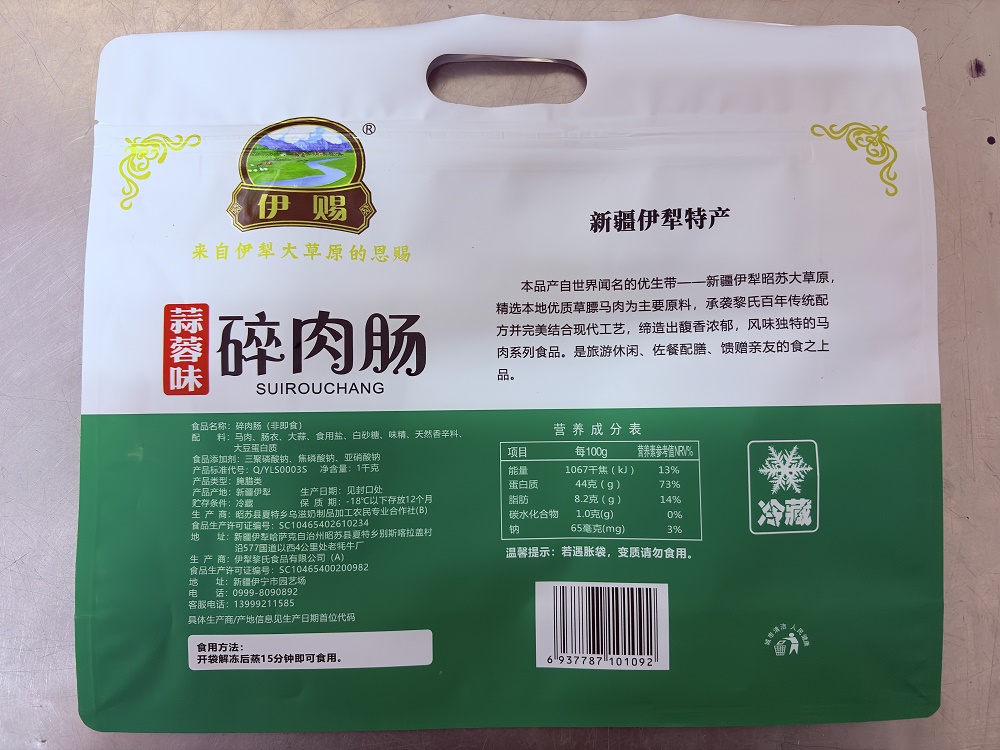 伊赐
®
来自伊犁大草原的恩赐
蒜蓉味
碎肉肠
SUIROUCHANG
新疆伊犁特产
本品产自世界闻名的优生带——新疆伊犁昭苏大草原，
精选本地优质草膘马肉为主要原料，承袭黎氏百年传统配
方并完美结合现代工艺，缔造出馥香浓郁，风味独特的马
肉系列食品。是旅游休闲、佐餐配膳、馈赠亲友的食之上
品。
食品名称：碎肉肠（非即食）
配　　料：马肉、肠衣、大蒜、食用盐、白砂糖、味精、天然香辛料、
大豆蛋白质
食品添加剂：三聚磷酸钠、焦磷酸钠、亚硝酸钠
产品标准代号：Q/YLS0003S　净含量：1千克
产品类型：腌腊类
产品产地：新疆伊犁　生产日期：见封口处
贮存条件：冷藏　保 质 期：-18℃以下存放12个月
生 产 商：昭苏县夏特乡乌滋奶制品加工农民专业合作社(B)
食品生产许可证编号：SC10465402610234
地　　址：新疆伊犁哈萨克自治州昭苏县夏特乡别斯喀拉盖村
沿577国道以西4公里处老牦牛厂
生 产 商：伊犁黎氏食品有限公司（A）
食品生产许可证编号：SC10465400200982
地　　址：新疆伊宁市园艺场
电　　话：0999-8090892
客服电话：13999211585
具体生产商/产地信息见生产日期首位代码
食用方法：
开袋解冻后蒸15分钟即可食用。
营养成分表
项目　每100g　营养素参考值NRV%
能量　1067千焦（kJ）　13%
蛋白质　44克（g）　73%
脂肪　8.2克（g）　14%
碳水化合物　1.0克(g)　0%
钠　65毫克(mg)　3%
温馨提示：若遇胀袋，变质请勿食用。
冷藏
6 937787 101092
城市清洁 人民健康